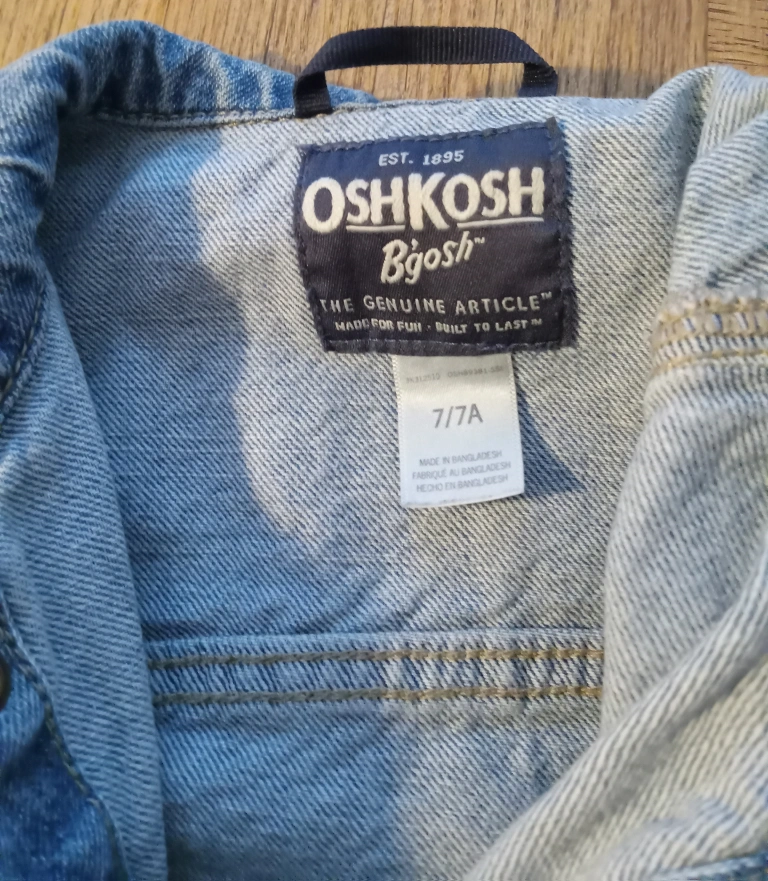 EST. 1895
OSHKOSH
B'gosh™
THE GENUINE ARTICLE™
MADE FOR FUN · BUILT TO LAST™
7/7A
MADE IN BANGLADESH
FABRIQUÉ AU BANGLADESH
HECHO EN BANGLADESH